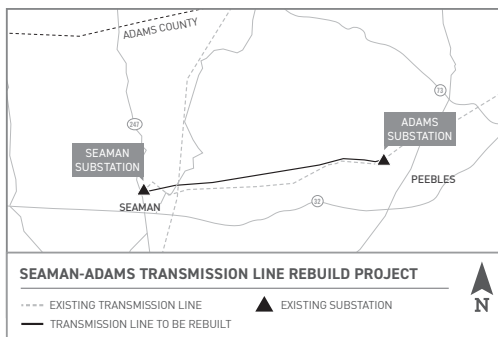 ADAMS COUNTY
73
247
ADAMS
SUBSTATION
SEAMAN
SUBSTATION
PEEBLES
SEAMAN
32
SEAMAN-ADAMS TRANSMISSION LINE REBUILD PROJECT
EXISTING TRANSMISSION LINE
EXISTING SUBSTATION
TRANSMISSION LINE TO BE REBUILT
N